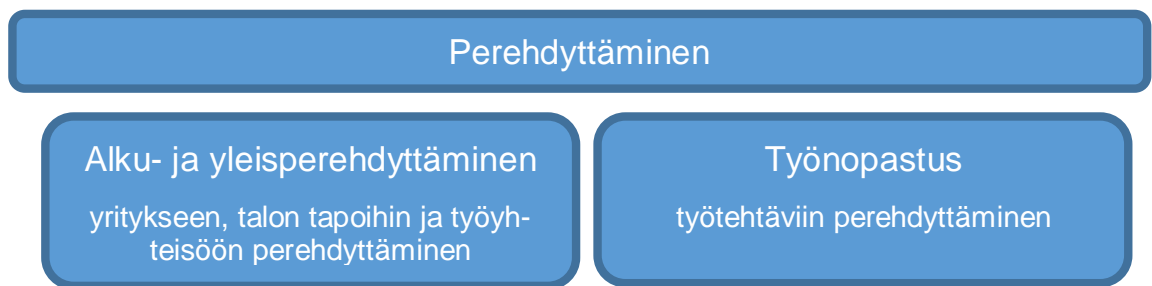 Perehdyttäminen
Alku- ja yleisperehdyttäminen
yritykseen, talon tapoihin ja työyh-
teisöön perehdyttäminen
Työnopastus
työtehtäviin perehdyttäminen